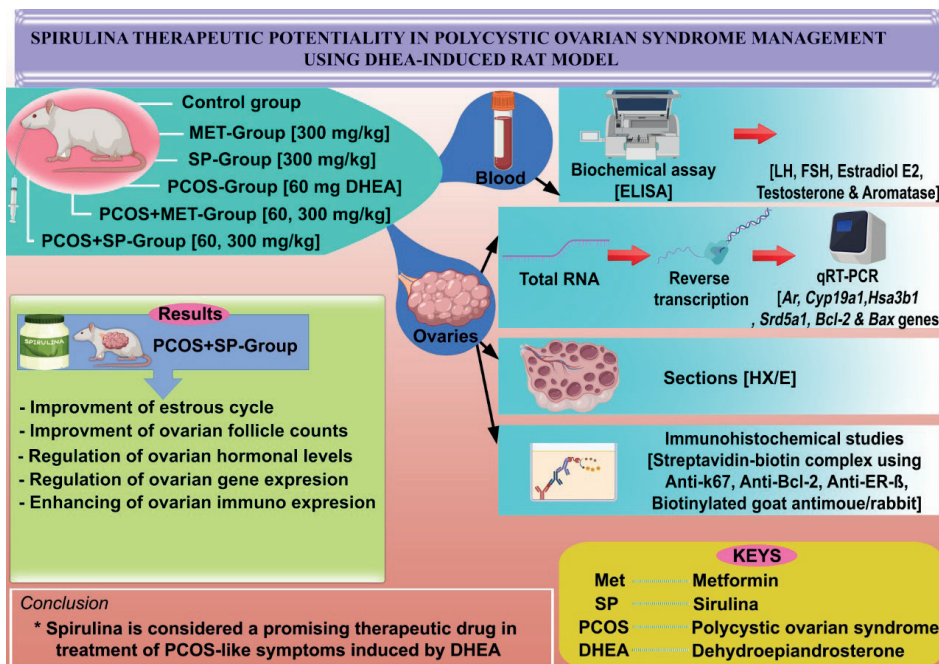 SPIRULINA THERAPEUTIC POTENTIALITY IN POLYCYSTIC OVARIAN SYNDROME MANAGEMENT
USING DHEA-INDUCED RAT MODEL
Control group
MET-Group [300 mg/kg]
SP-Group [300 mg/kg]
PCOS-Group [60 mg DHEA]
PCOS+MET-Group [60, 300 mg/kg]
PCOS+SP-Group [60, 300 mg/kg]
Blood
Biochemical assay
[ELISA]
[LH, FSH, Estradiol E2,
Testosterone & Aromatase]
Ovaries
Total RNA
Reverse
transcription
qRT-PCR
[Ar, Cyp19a1,Hsa3b1
, Srd5a1, Bcl-2 & Bax genes
Sections [HX/E]
Immunohistochemical studies
[Streptavidin-biotin complex using
Anti-k67, Anti-Bcl-2, Anti-ER-ß,
Biotinylated goat antimoue/rabbit]
Results
SPIRULINA
PCOS+SP-Group
- Improvment of estrous cycle
- Improvment of ovarian follicle counts
- Regulation of ovarian hormonal levels
- Regulation of ovarian gene expresion
- Enhancing of ovarian immuno expresion
Conclusion
* Spirulina is considered a promising therapeutic drug in
treatment of PCOS-like symptoms induced by DHEA
KEYS
Met Metformin
SP Sirulina
PCOS Polycystic ovarian syndrome
DHEA Dehydroepiandrosterone